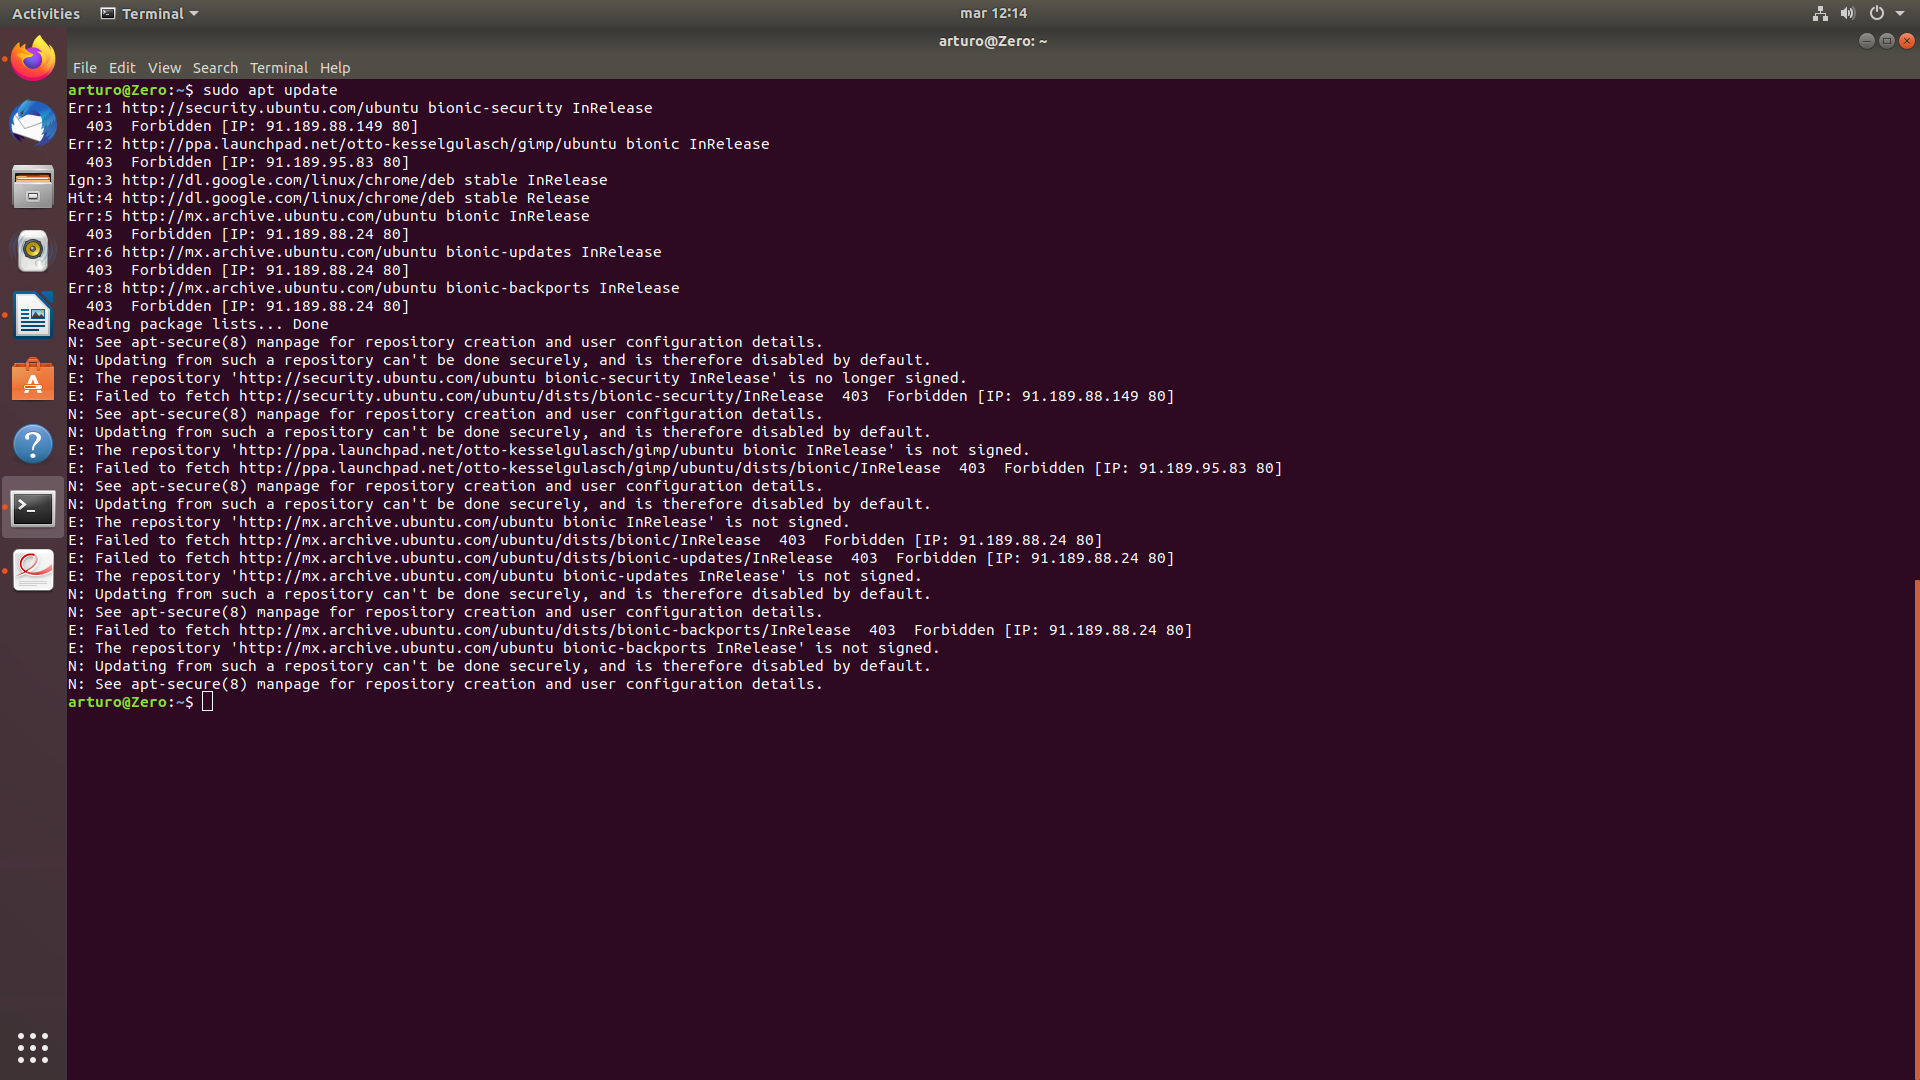 Activities Terminal mar 12:14
arturo@Zero: ~
File Edit View Search Terminal Help
arturo@Zero:~$ sudo apt update
Err:1 http://security.ubuntu.com/ubuntu bionic-security InRelease
  403  Forbidden [IP: 91.189.88.149 80]
Err:2 http://ppa.launchpad.net/otto-kesselgulasch/gimp/ubuntu bionic InRelease
  403  Forbidden [IP: 91.189.95.83 80]
Ign:3 http://dl.google.com/linux/chrome/deb stable InRelease
Hit:4 http://dl.google.com/linux/chrome/deb stable Release
Err:5 http://mx.archive.ubuntu.com/ubuntu bionic InRelease
  403  Forbidden [IP: 91.189.88.24 80]
Err:6 http://mx.archive.ubuntu.com/ubuntu bionic-updates InRelease
  403  Forbidden [IP: 91.189.88.24 80]
Err:8 http://mx.archive.ubuntu.com/ubuntu bionic-backports InRelease
  403  Forbidden [IP: 91.189.88.24 80]
Reading package lists... Done
N: See apt-secure(8) manpage for repository creation and user configuration details.
N: Updating from such a repository can't be done securely, and is therefore disabled by default.
E: The repository 'http://security.ubuntu.com/ubuntu bionic-security InRelease' is no longer signed.
E: Failed to fetch http://security.ubuntu.com/ubuntu/dists/bionic-security/InRelease  403  Forbidden [IP: 91.189.88.149 80]
N: See apt-secure(8) manpage for repository creation and user configuration details.
N: Updating from such a repository can't be done securely, and is therefore disabled by default.
E: The repository 'http://ppa.launchpad.net/otto-kesselgulasch/gimp/ubuntu bionic InRelease' is not signed.
E: Failed to fetch http://ppa.launchpad.net/otto-kesselgulasch/gimp/ubuntu/dists/bionic/InRelease  403  Forbidden [IP: 91.189.95.83 80]
N: See apt-secure(8) manpage for repository creation and user configuration details.
N: Updating from such a repository can't be done securely, and is therefore disabled by default.
E: The repository 'http://mx.archive.ubuntu.com/ubuntu bionic InRelease' is not signed.
E: Failed to fetch http://mx.archive.ubuntu.com/ubuntu/dists/bionic/InRelease  403  Forbidden [IP: 91.189.88.24 80]
E: Failed to fetch http://mx.archive.ubuntu.com/ubuntu/dists/bionic-updates/InRelease  403  Forbidden [IP: 91.189.88.24 80]
E: The repository 'http://mx.archive.ubuntu.com/ubuntu bionic-updates InRelease' is not signed.
N: Updating from such a repository can't be done securely, and is therefore disabled by default.
N: See apt-secure(8) manpage for repository creation and user configuration details.
E: Failed to fetch http://mx.archive.ubuntu.com/ubuntu/dists/bionic-backports/InRelease  403  Forbidden [IP: 91.189.88.24 80]
E: The repository 'http://mx.archive.ubuntu.com/ubuntu bionic-backports InRelease' is not signed.
N: Updating from such a repository can't be done securely, and is therefore disabled by default.
N: See apt-secure(8) manpage for repository creation and user configuration details.
arturo@Zero:~$